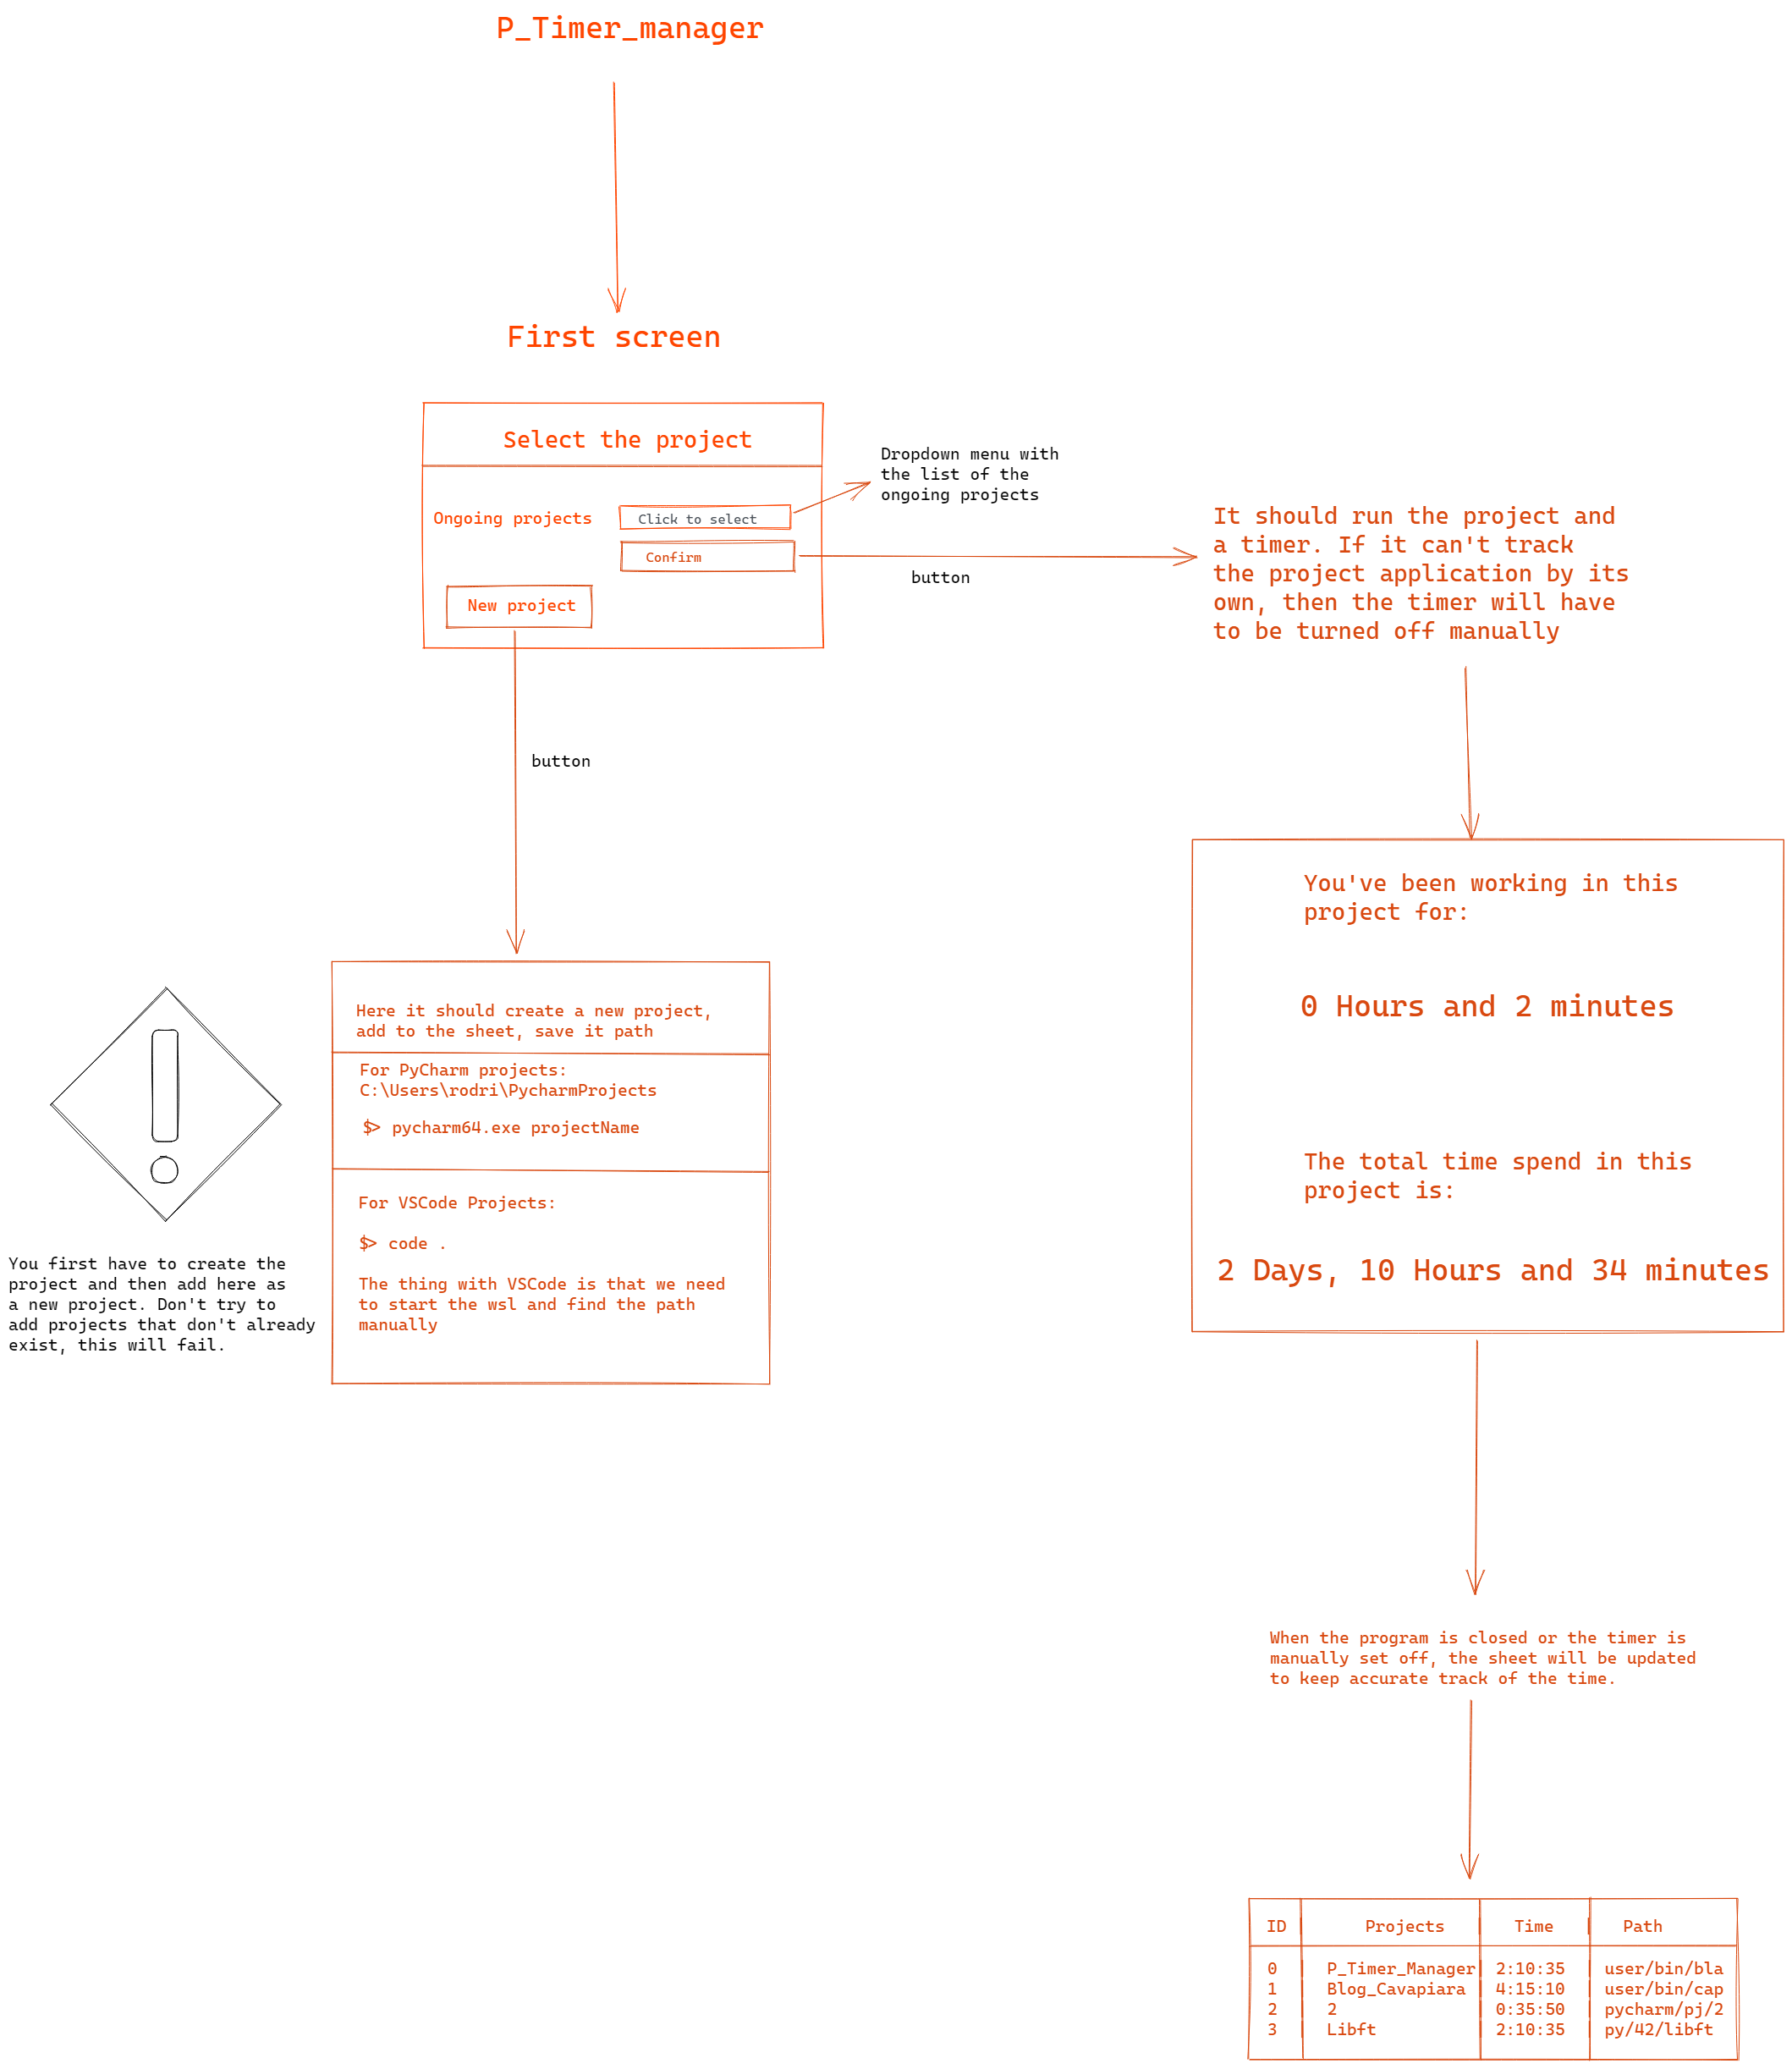 P_Timer_manager
First screen
Select the project
Ongoing projects
Click to select
Confirm
New project
Dropdown menu with
the list of the
ongoing projects
button
It should run the project and
a timer. If it can't track
the project application by its
own, then the timer will have
to be turned off manually
button
You've been working in this
project for:
0 Hours and 2 minutes
The total time spend in this
project is:
2 Days, 10 Hours and 34 minutes
Here it should create a new project,
add to the sheet, save it path
For PyCharm projects:
C:\Users\rodri\PycharmProjects
$> pycharm64.exe projectName
For VSCode Projects:
$> code .
The thing with VSCode is that we need
to start the wsl and find the path
manually
You first have to create the
project and then add here as
a new project. Don't try to
add projects that don't already
exist, this will fail.
When the program is closed or the timer is
manually set off, the sheet will be updated
to keep accurate track of the time.
ID | Projects | Time | Path
0 | P_Timer_Manager | 2:10:35 | user/bin/bla
1 | Blog_Cavapiara | 4:15:10 | user/bin/cap
2 | 2 | 0:35:50 | pycharm/pj/2
3 | Libft | 2:10:35 | py/42/libft